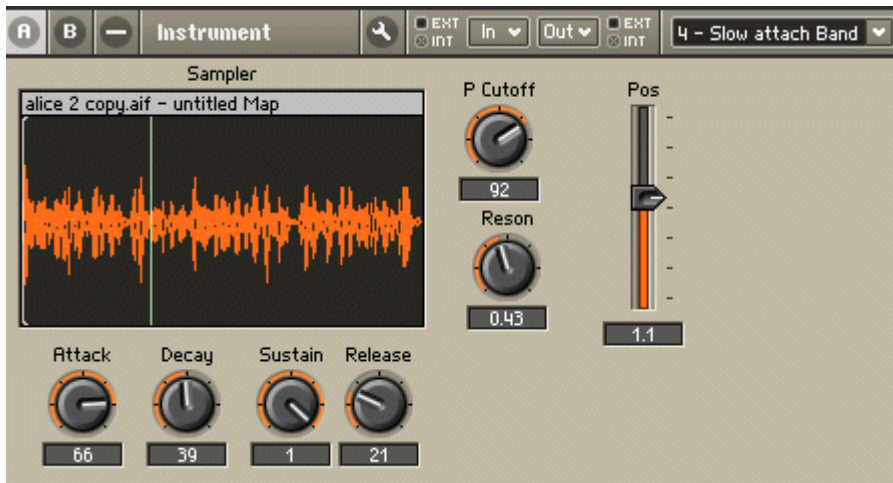 A B Instrument EXT INT In Out EXT INT 4 - Slow attach Band
Sampler
alice 2 copy.aif - untitled Map
P Cutoff
92
Reson
0.43
Pos
1.1
Attack Decay Sustain Release
66 39 1 21